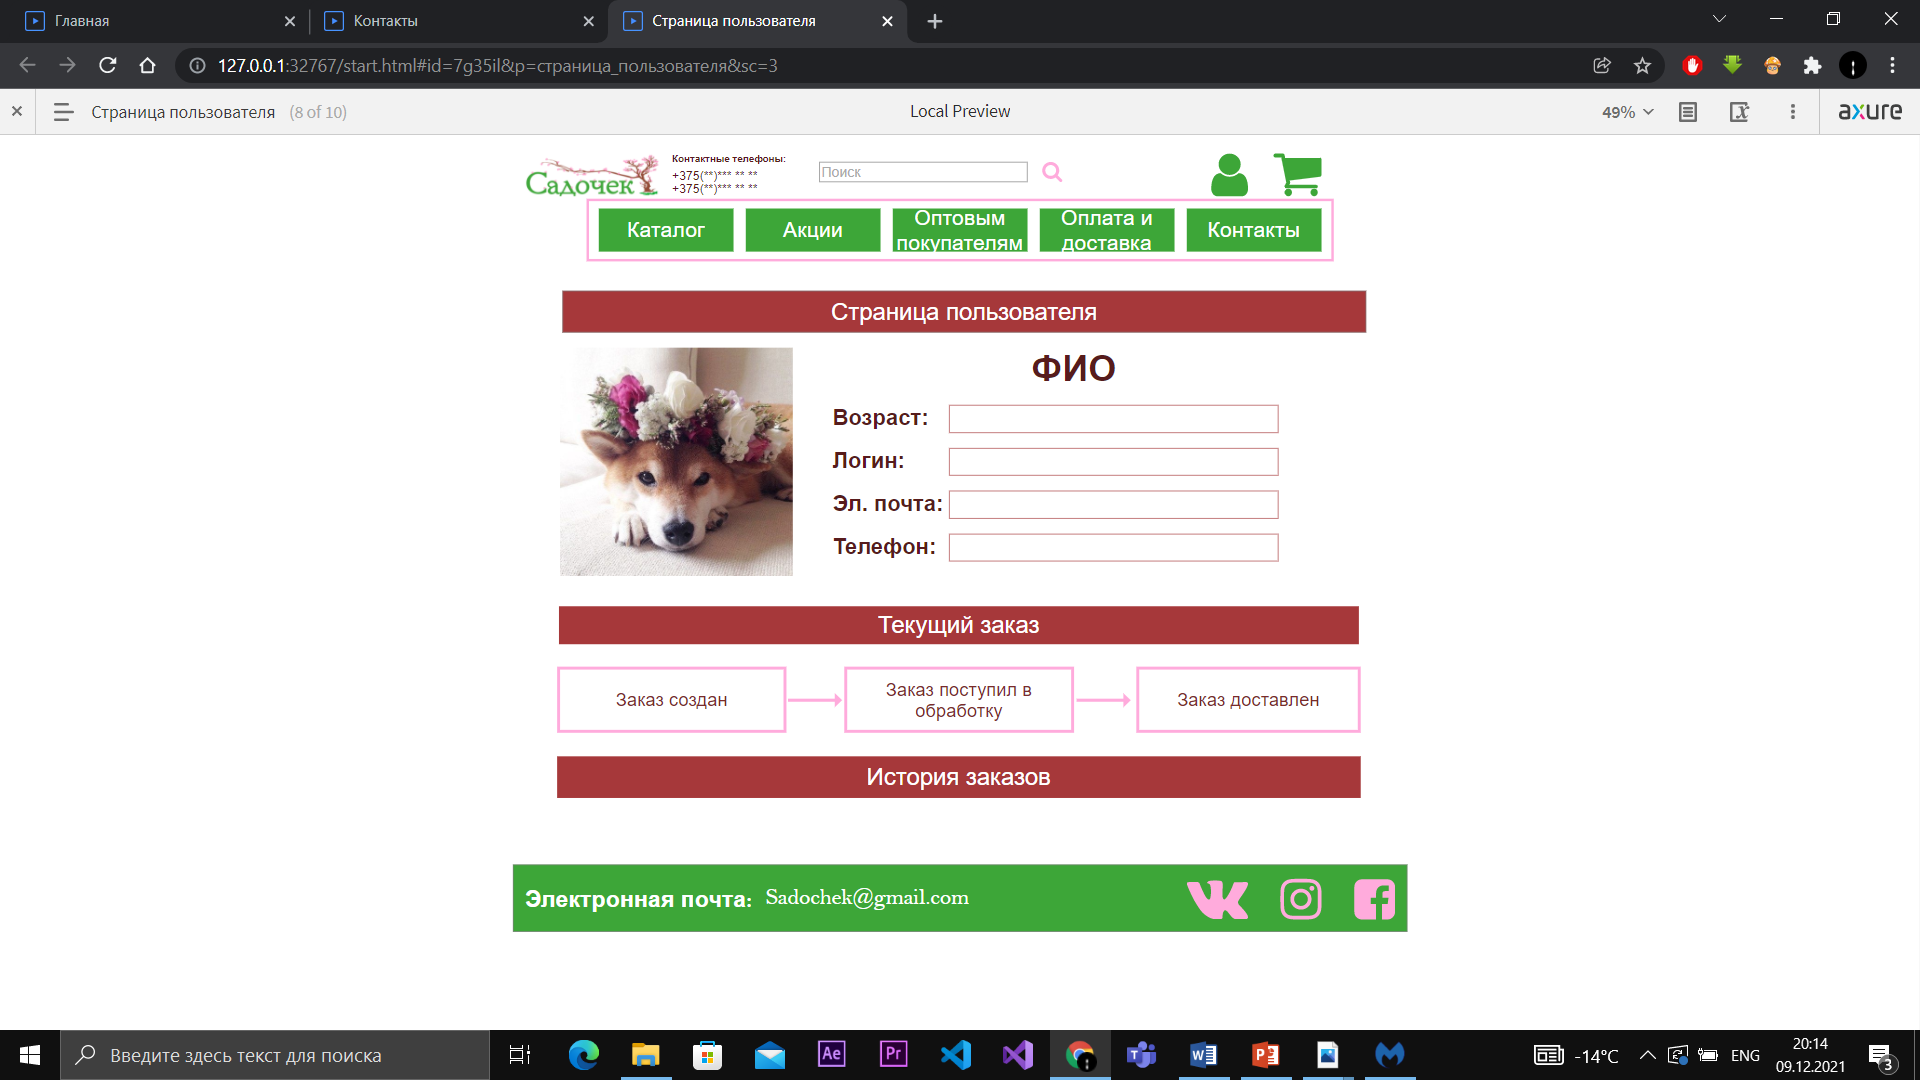 Главная
Контакты
Страница пользователя
127.0.0.1:32767/start.html#id=7g35il&p=страница_пользователя&sc=3
Страница пользователя (8 of 10)
Local Preview
49%
axure
Садочек
Контактные телефоны:
+375(**)*** ** **
+375(**)*** ** **
Поиск
Каталог
Акции
Оптовым
покупателям
Оплата и
доставка
Контакты
Страница пользователя
ФИО
Возраст:
Логин:
Эл. почта:
Телефон:
Текущий заказ
Заказ создан
Заказ поступил в
обработку
Заказ доставлен
История заказов
Электронная почта: Sadochek@gmail.com
Введите здесь текст для поиска
Ae
Pr
-14°C
ENG
20:14
09.12.2021
3